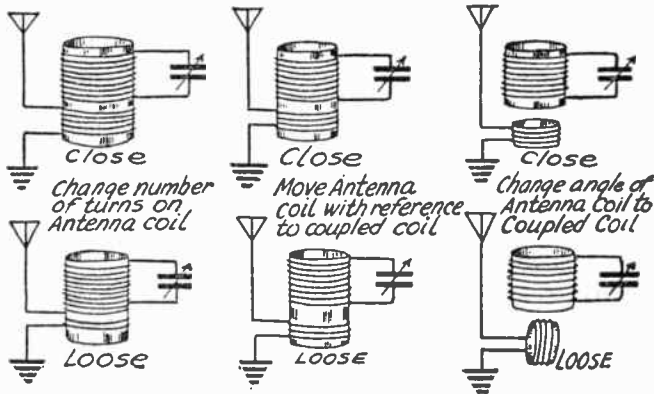 Close
Close
Close
Change number
of turns on
Antenna coil
Move Antenna
coil with reference
to coupled coil
Change angle of
Antenna Coil to
Coupled Coil
Loose
Loose
LOOSE